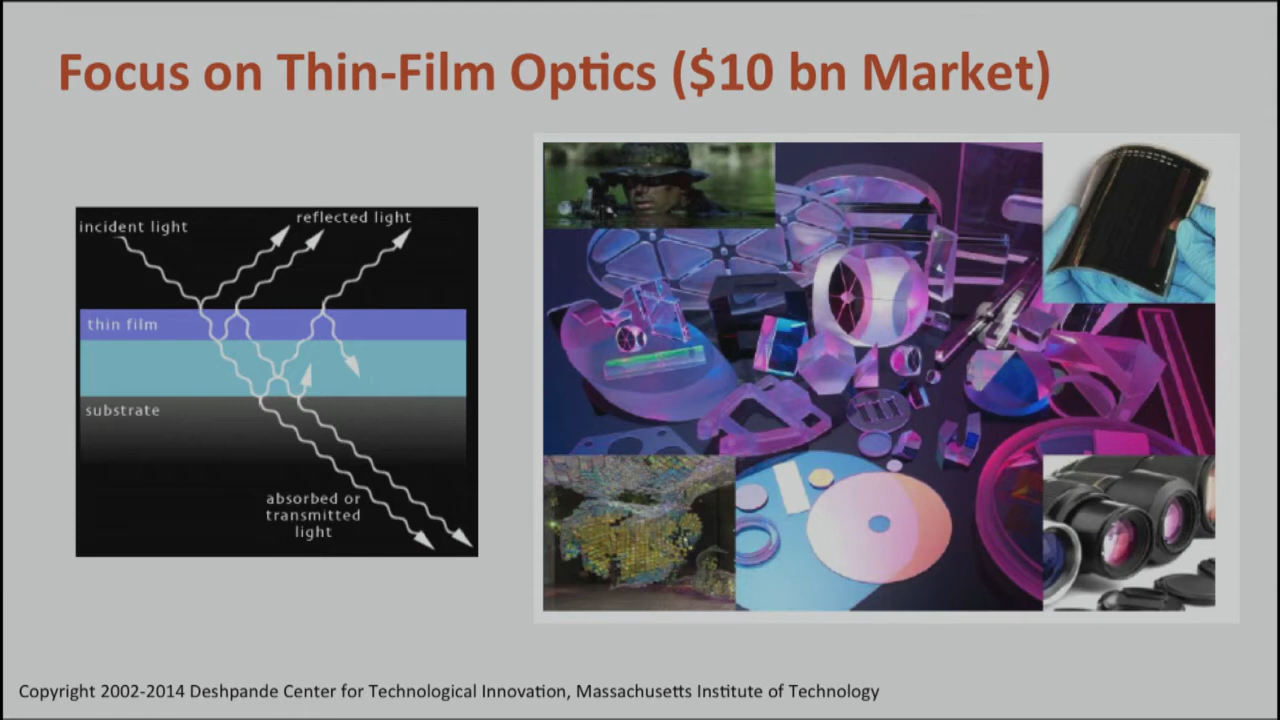 Focus on Thin-Film Optics ($10 bn Market)
incident light
reflected light
thin film
substrate
absorbed or
transmitted
light
Copyright 2002-2014 Deshpande Center for Technological Innovation, Massachusetts Institute of Technology